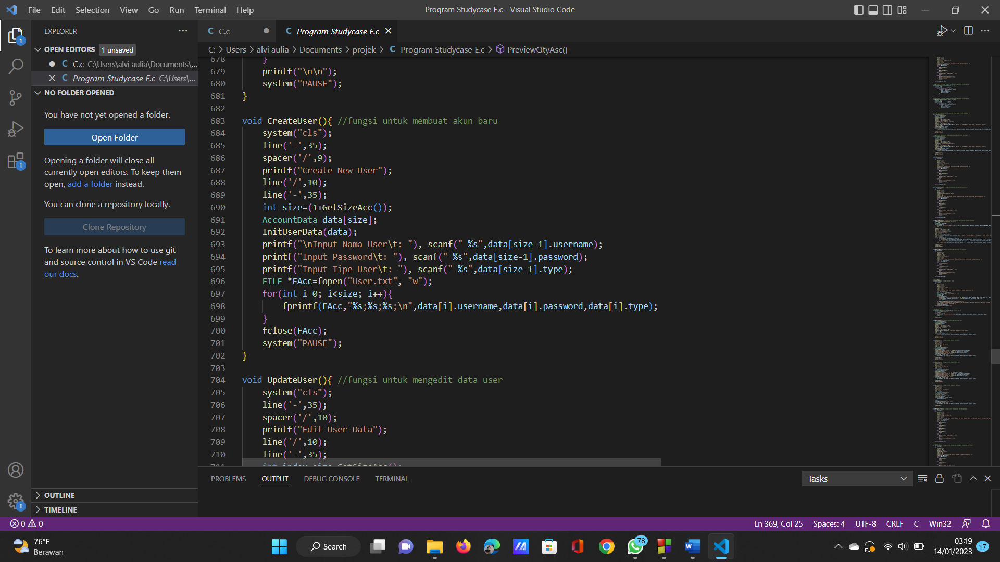 File Edit Selection View Go Run Terminal Help
Program Studycase E.c - Visual Studio Code
EXPLORER
C C.c
C Program Studycase E.c
OPEN EDITORS 1 unsaved
C: > Users > alvi aulia > Documents > projek > C Program Studycase E.c > PreviewQtyAsc()
C C.c C:\Users\alvi aulia\Documents\...
C Program Studycase E.c C:\Users\...
NO FOLDER OPENED
You have not yet opened a folder.
Open Folder
Opening a folder will close all
currently open editors. To keep them
open, add a folder instead.
You can clone a repository locally.
Clone Repository
To learn more about how to use git
and source control in VS Code read
our docs.
OUTLINE
TIMELINE
678 }
679 printf("\n\n");
680 system("PAUSE");
681 }
682
683 void CreateUser(){ //fungsi untuk membuat akun baru
684 system("cls");
685 line('-',35);
686 spacer('/',9);
687 printf("Create New User");
688 line('/',10);
689 line('-',35);
690 int size=(1+GetSizeAcc());
691 AccountData data[size];
692 InitUserData(data);
693 printf("\nInput Nama User\t: "), scanf(" %s",data[size-1].username);
694 printf("Input Password\t: "), scanf(" %s",data[size-1].password);
695 printf("Input Tipe User\t: "), scanf(" %s",data[size-1].type);
696 FILE *FAcc=fopen("User.txt", "w");
697 for(int i=0; i<size; i++){
698 fprintf(FAcc,"%s;%s;%s;\n",data[i].username,data[i].password,data[i].type);
699 }
700 fclose(FAcc);
701 system("PAUSE");
702 }
703
704 void UpdateUser(){ //fungsi untuk mengedit data user
705 system("cls");
706 line('-',35);
707 spacer('/',10);
708 printf("Edit User Data");
709 line('/',10);
710 line('-',35);
711 int index,size=GetSizeAcc();
PROBLEMS OUTPUT DEBUG CONSOLE TERMINAL
Tasks
0 0
Ln 369, Col 25 Spaces: 4 UTF-8 CRLF C Win32
76°F
Berawan
Search
78
03:19
14/01/2023
17